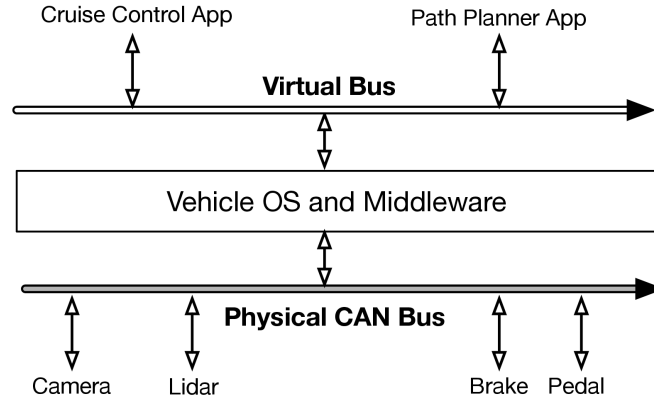 Cruise Control App
Path Planner App
Virtual Bus
Vehicle OS and Middleware
Physical CAN Bus
Camera
Lidar
Brake
Pedal